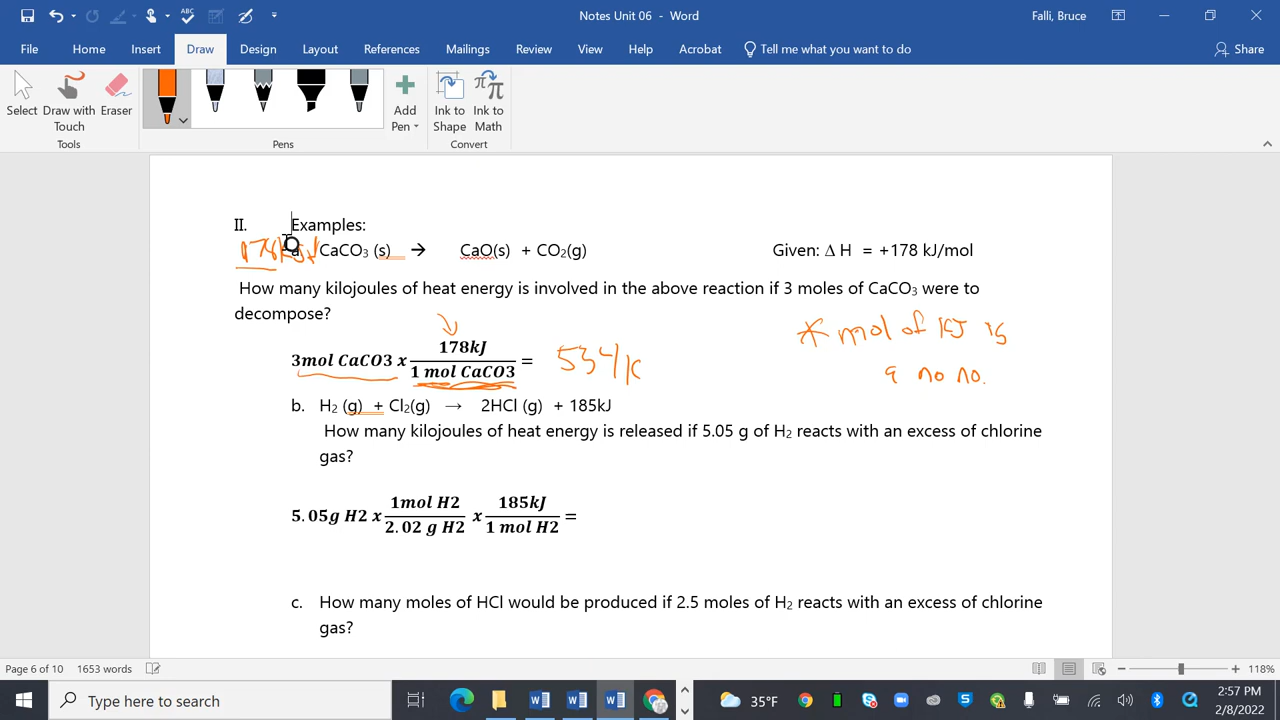 Notes Unit 06 - Word
Falli, Bruce
File Home Insert Draw Design Layout References Mailings Review View Help Acrobat Tell me what you want to do Share
Select Draw with Touch Eraser Add Pen Ink to Shape Ink to Math
Tools Pens Convert
II. Examples:
178kJ + CaCO₃ (s) → CaO(s) + CO₂(g) Given: Δ H = +178 kJ/mol
How many kilojoules of heat energy is involved in the above reaction if 3 moles of CaCO₃ were to
decompose?
* mol of KJ is
a no no.
3mol CaCO3 x 178kJ / 1 mol CaCO3 = 534 K
b. H₂ (g) + Cl₂(g) → 2HCl (g) + 185kJ
How many kilojoules of heat energy is released if 5.05 g of H₂ reacts with an excess of chlorine
gas?
5.05g H2 x 1mol H2 / 2.02 g H2 x 185kJ / 1 mol H2 =
c. How many moles of HCl would be produced if 2.5 moles of H₂ reacts with an excess of chlorine
gas?
Page 6 of 10 1653 words 118%
Type here to search 35°F 2:57 PM
2/8/2022